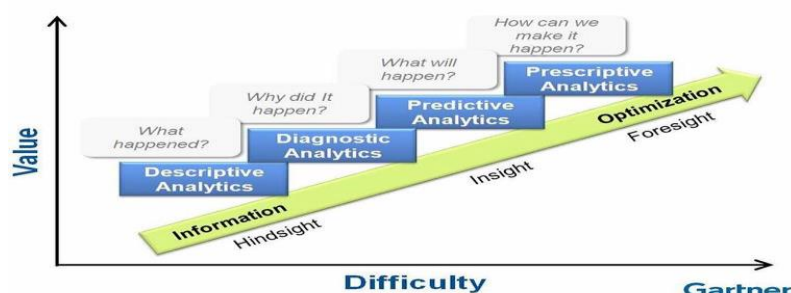 How can we
make it
happen?
What will
happen?
Prescriptive
Analytics
Why did It
happen?
Predictive
Analytics
Optimization
What
happened?
Diagnostic
Analytics
Foresight
Value
Descriptive
Analytics
Insight
Information
Hindsight
Difficulty
Gartner